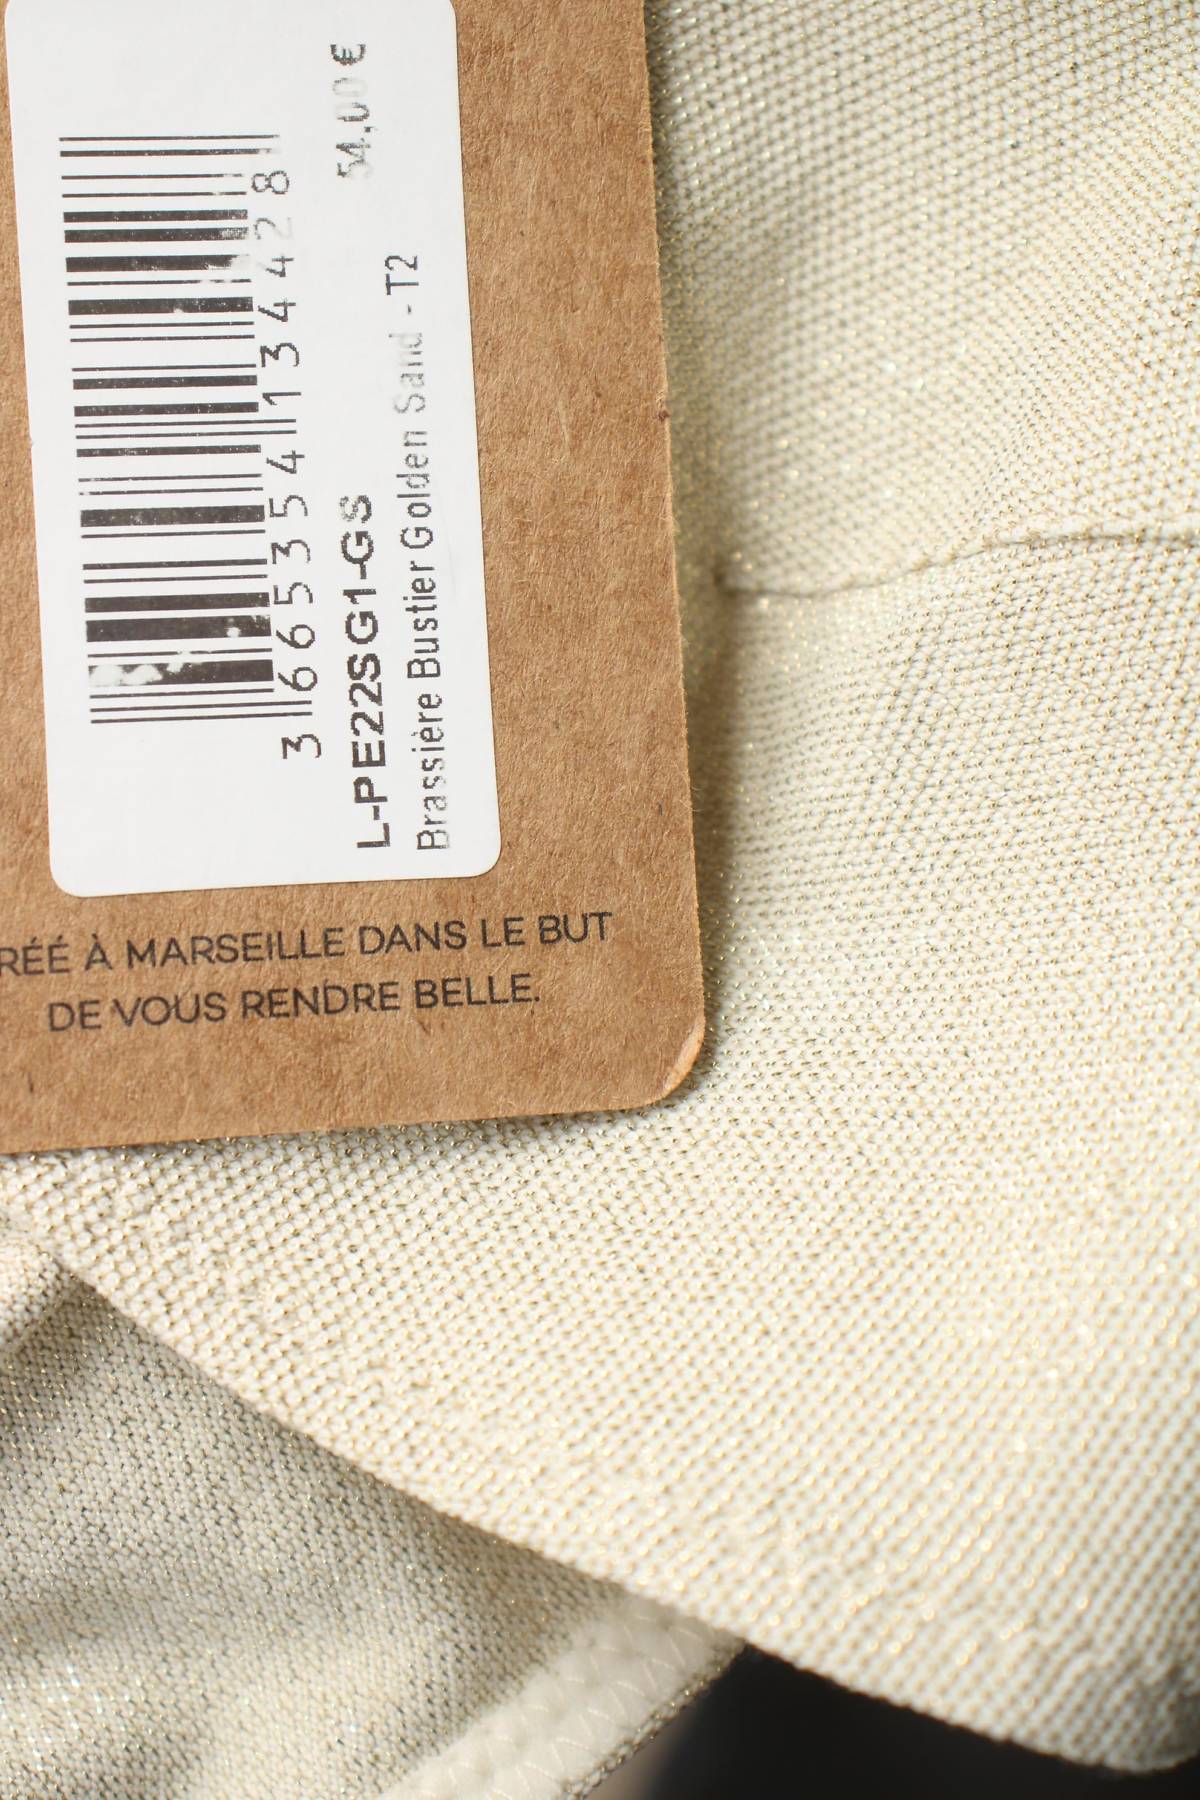 54,00 €
3 665354 134428
L-PE22SG1-GS
Brassière Bustier Golden Sand - T2
RÉÉ À MARSEILLE DANS LE BUT
DE VOUS RENDRE BELLE.